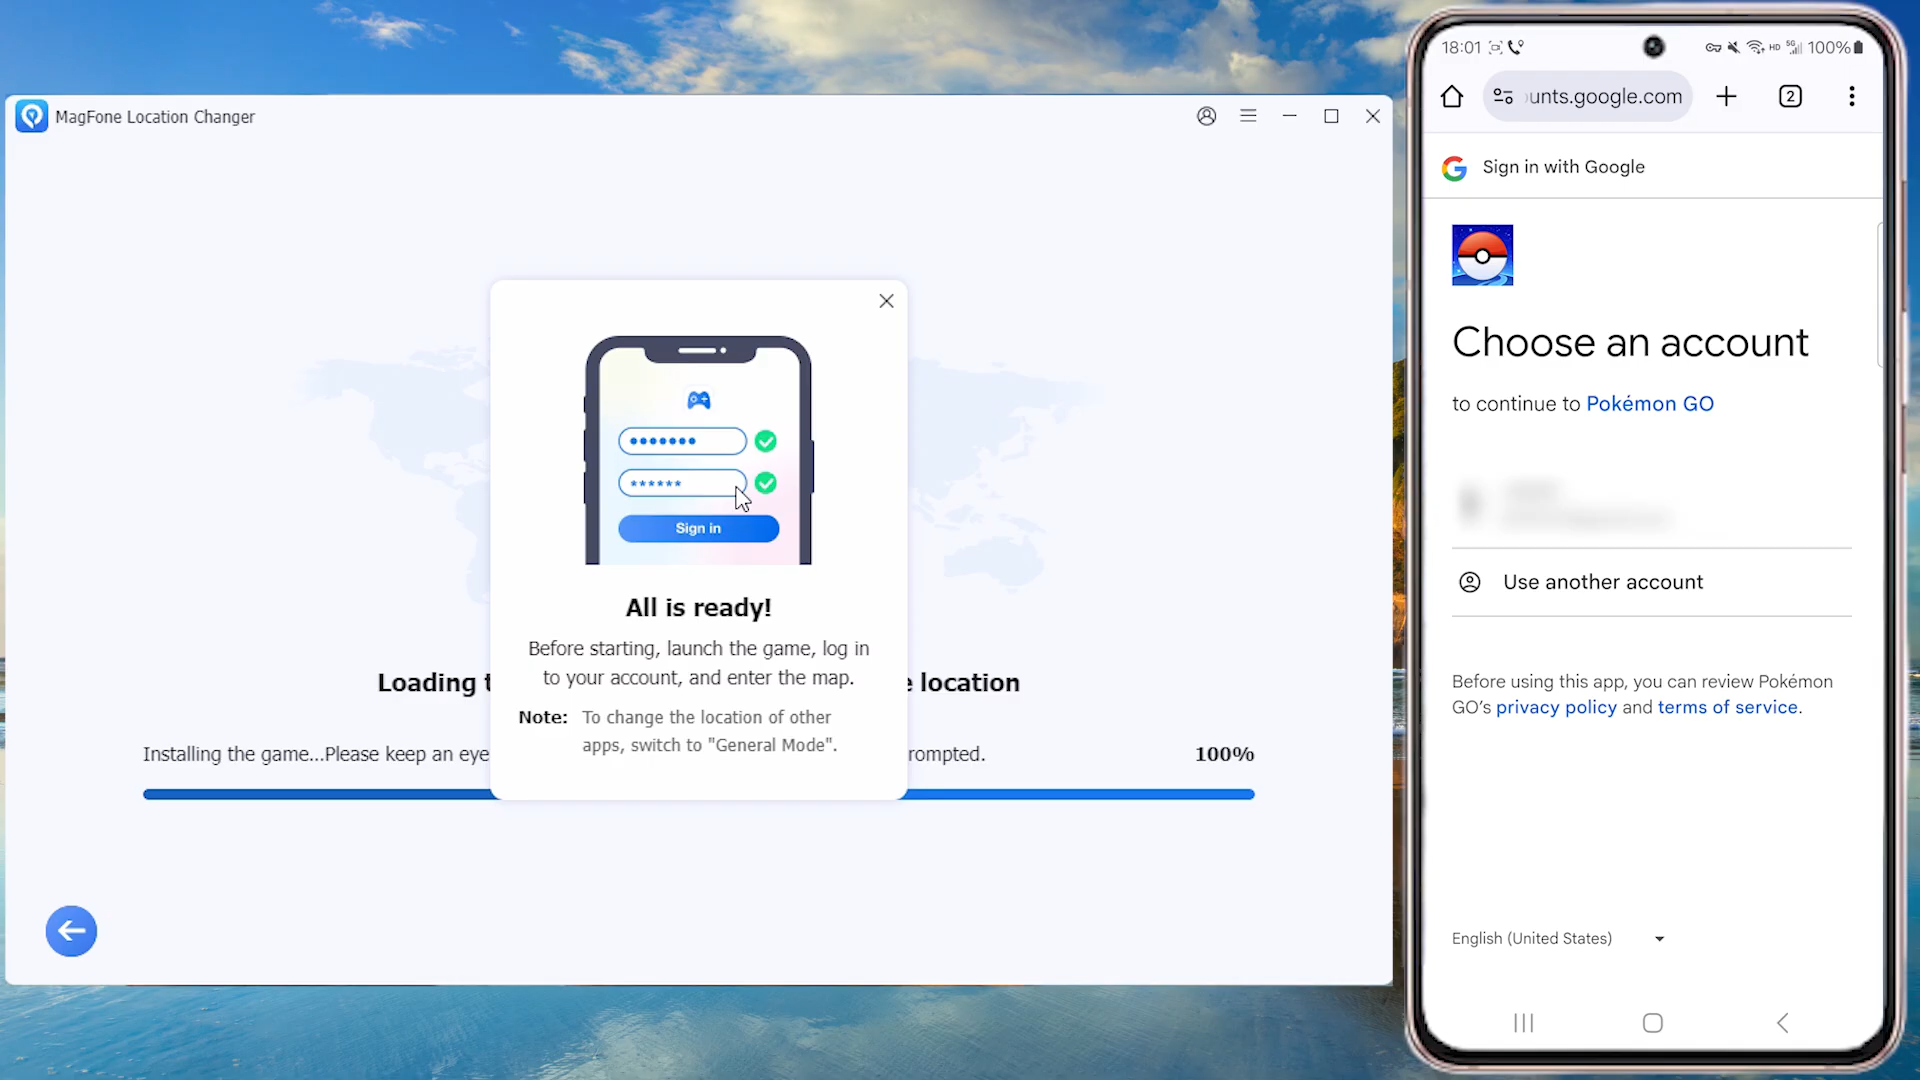 MagFone Location Changer
Sign in
All is ready!
Before starting, launch the game, log in
to your account, and enter the map.
Note: To change the location of other
apps, switch to "General Mode".
Loading
location
Installing the game...Please keep an eye
100%
18:01
HD
5G
100%
unts.google.com
2
Sign in with Google
Choose an account
to continue to Pokémon GO
Use another account
Before using this app, you can review Pokémon
GO's privacy policy and terms of service.
English (United States)